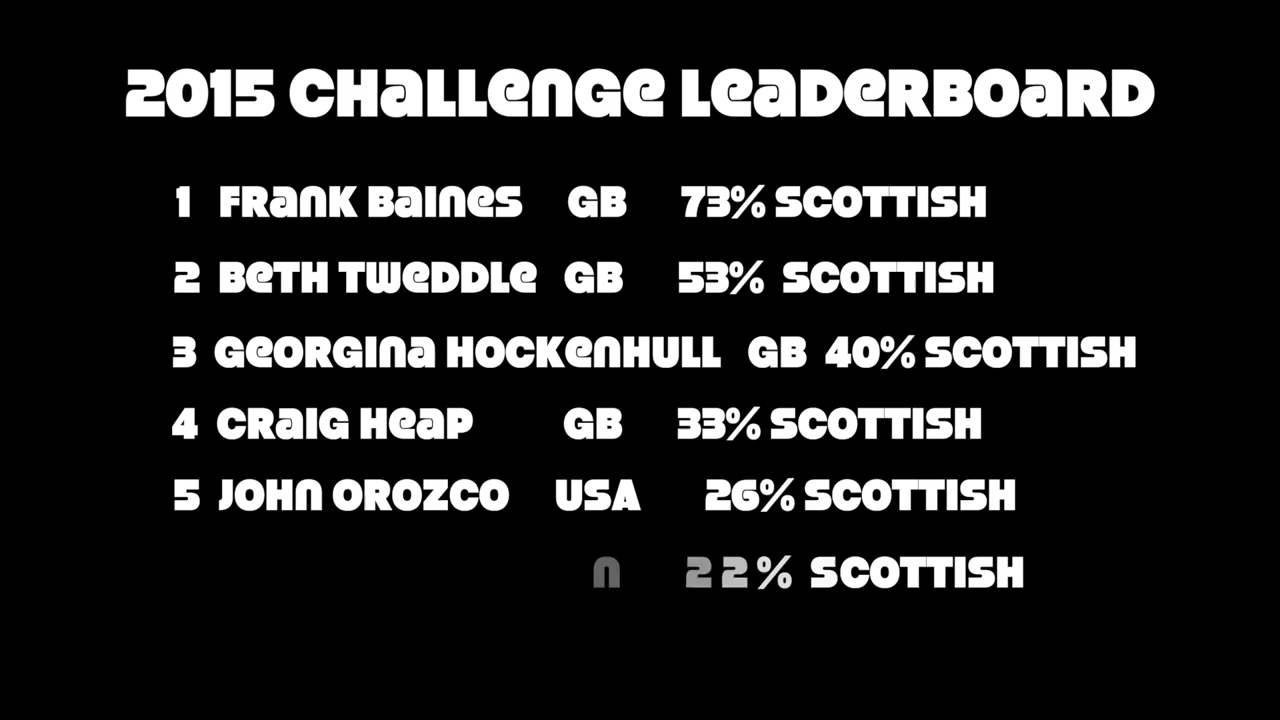 2015 CHALLENGE LEADERBOARD
1 FRANK BAINES GB 73% SCOTTISH
2 BETH TWEDDLE GB 53% SCOTTISH
3 GEORGINA HOCKENHULL GB 40% SCOTTISH
4 CRAIG HEAP GB 33% SCOTTISH
5 JOHN OROZCO USA 26% SCOTTISH
N 22% SCOTTISH